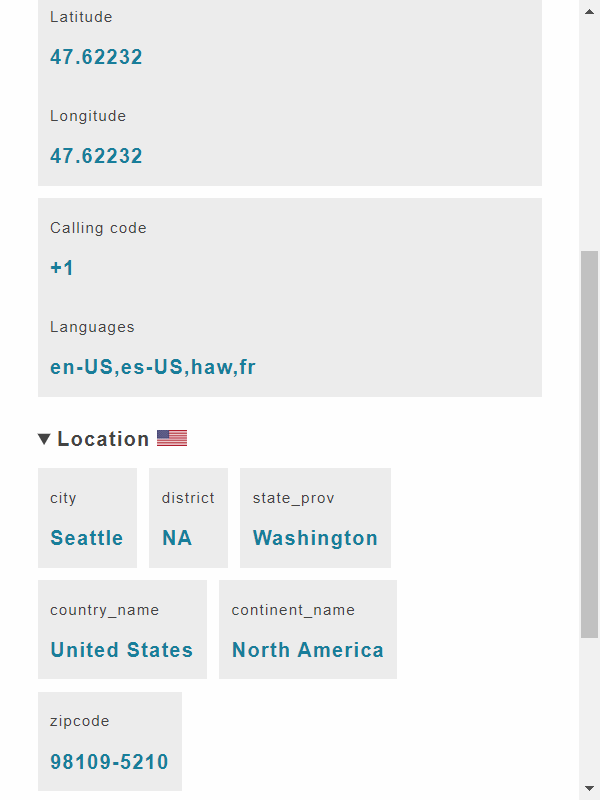 Latitude
47.62232
Longitude
47.62232
Calling code
+1
Languages
en-US,es-US,haw,fr
Location
city
Seattle
district
NA
state_prov
Washington
country_name
United States
continent_name
North America
zipcode
98109-5210